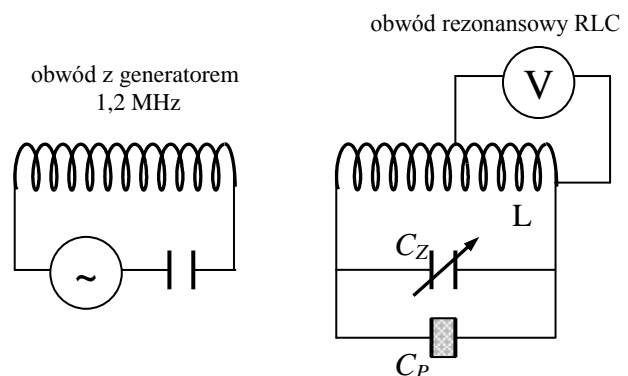 obwód rezonansowy RLC
obwód z generatorem
1,2 MHz
V
L
C_Z
~
C_P